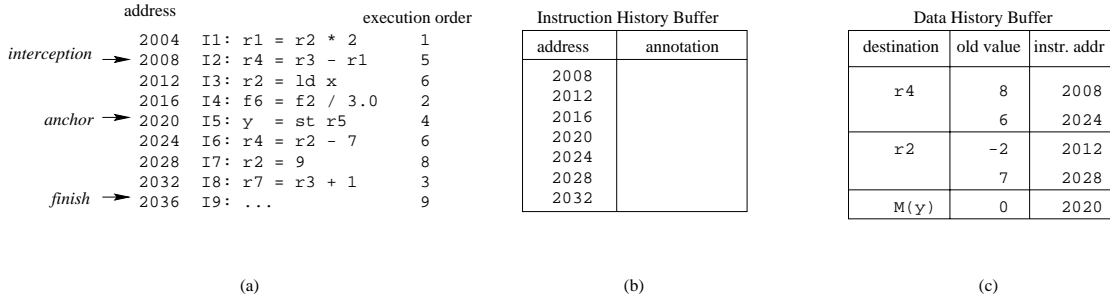 address execution order
2004 I1: r1 = r2 * 2 1
interception 2008 I2: r4 = r3 - r1 5
2012 I3: r2 = ld x 6
2016 I4: f6 = f2 / 3.0 2
anchor 2020 I5: y = st r5 4
2024 I6: r4 = r2 - 7 6
2028 I7: r2 = 9 8
2032 I8: r7 = r3 + 1 3
finish 2036 I9: ... 9
(a)
Instruction History Buffer
address annotation
2008
2012
2016
2020
2024
2028
2032
(b)
Data History Buffer
destination old value instr. addr
r4 8 2008
6 2024
r2 -2 2012
7 2028
M(y) 0 2020
(c)